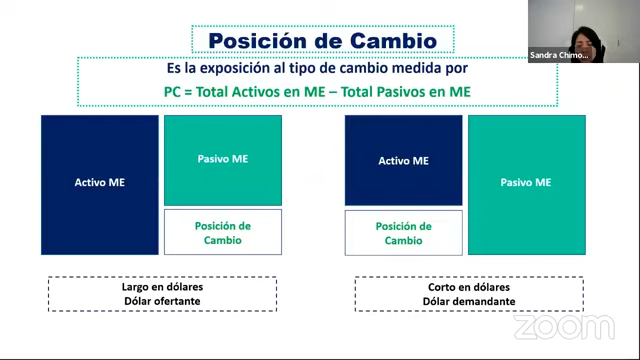 Posición de Cambio
Es la exposición al tipo de cambio medida por
PC = Total Activos en ME – Total Pasivos en ME
Activo ME
Pasivo ME
Posición de
Cambio
Largo en dólares
Dólar ofertante
Activo ME
Posición de
Cambio
Pasivo ME
Corto en dólares
Dólar demandante
Sandra Chimo...
zoom